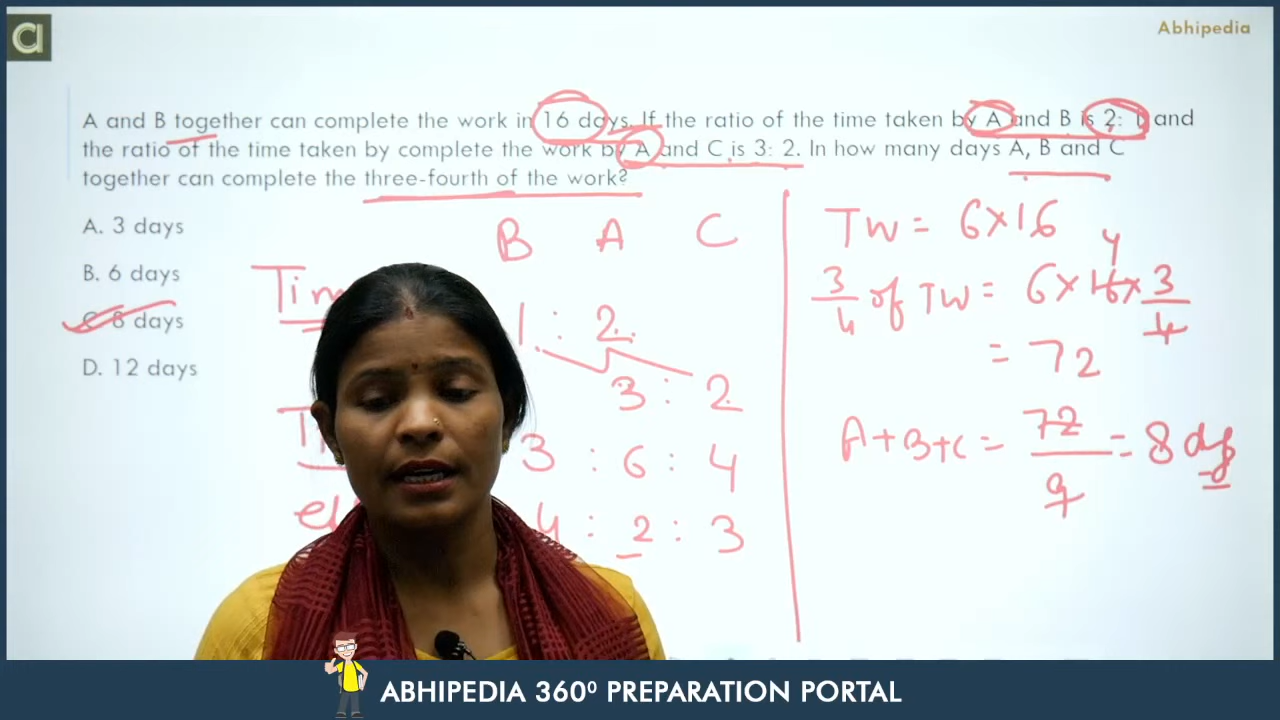 Abhipedia
A and B together can complete the work in 16 days. If the ratio of the time taken by A and B is 2: 1 and
the ratio of the time taken by complete the work by A and C is 3: 2. In how many days A, B and C
together can complete the three-fourth of the work?
A. 3 days
B. 6 days
C. 8 days
D. 12 days
B A C
Tim
1 : 2
3 : 2
3 : 6 : 4
4 : 2 : 3
TW = 6×16
3/4 of TW = 6×16×3/4
4
= 72
A+B+C = 72/9 = 8 days
ABHIPEDIA 360° PREPARATION PORTAL